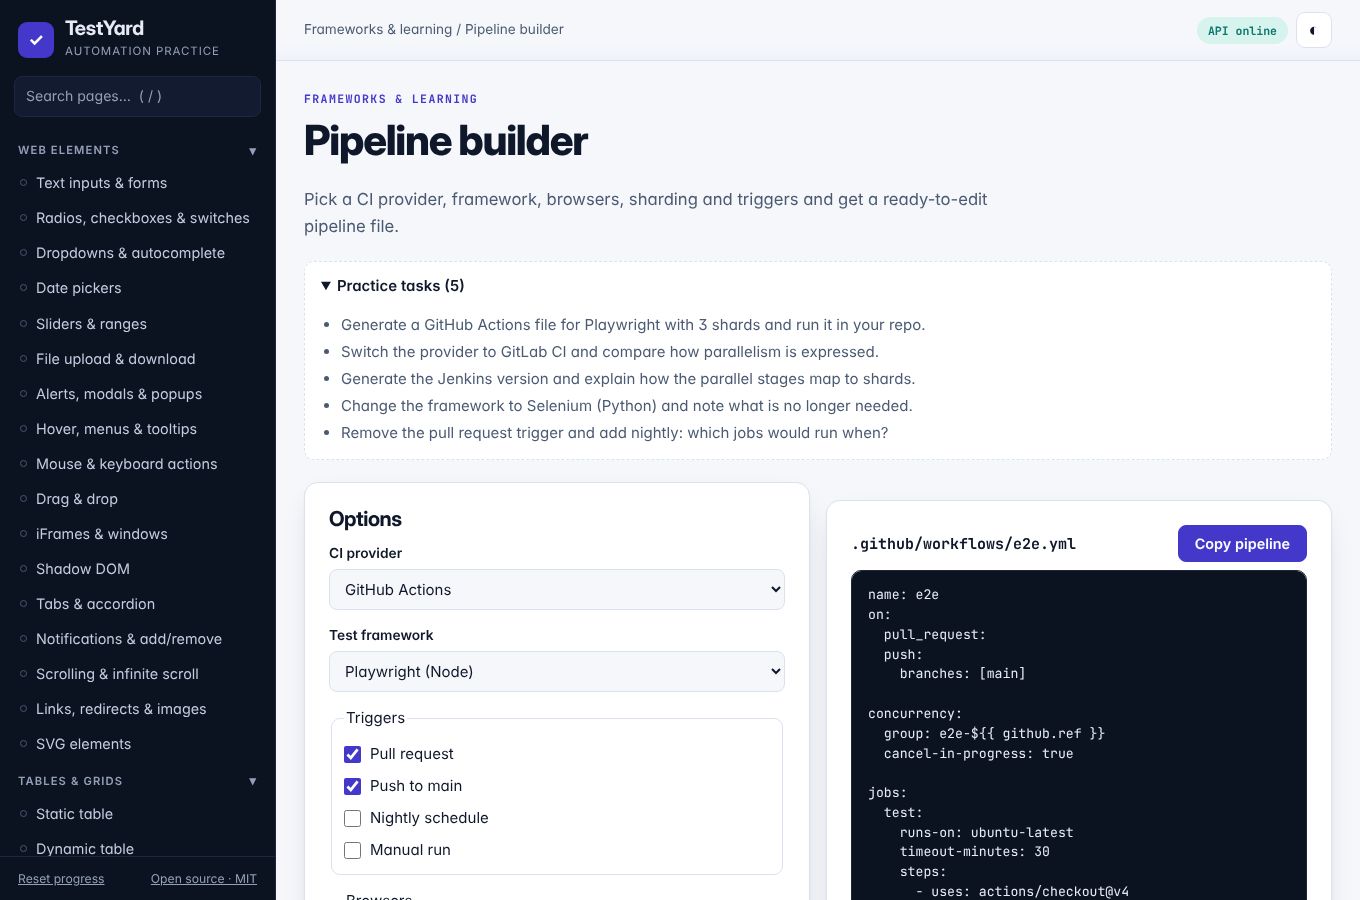 TestYard
AUTOMATION PRACTICE
Search pages... ( / )
WEB ELEMENTS
Text inputs & forms
Radios, checkboxes & switches
Dropdowns & autocomplete
Date pickers
Sliders & ranges
File upload & download
Alerts, modals & popups
Hover, menus & tooltips
Mouse & keyboard actions
Drag & drop
iFrames & windows
Shadow DOM
Tabs & accordion
Notifications & add/remove
Scrolling & infinite scroll
Links, redirects & images
SVG elements
TABLES & GRIDS
Static table
Dynamic table
Reset progress
Open source · MIT
Frameworks & learning / Pipeline builder
API online
FRAMEWORKS & LEARNING
Pipeline builder
Pick a CI provider, framework, browsers, sharding and triggers and get a ready-to-edit
pipeline file.
Practice tasks (5)
Generate a GitHub Actions file for Playwright with 3 shards and run it in your repo.
Switch the provider to GitLab CI and compare how parallelism is expressed.
Generate the Jenkins version and explain how the parallel stages map to shards.
Change the framework to Selenium (Python) and note what is no longer needed.
Remove the pull request trigger and add nightly: which jobs would run when?
Options
CI provider
GitHub Actions
Test framework
Playwright (Node)
Triggers
Pull request
Push to main
Nightly schedule
Manual run
Browsers
.github/workflows/e2e.yml
Copy pipeline
name: e2e
on:
  pull_request:
  push:
    branches: [main]
concurrency:
  group: e2e-${{ github.ref }}
  cancel-in-progress: true
jobs:
  test:
    runs-on: ubuntu-latest
    timeout-minutes: 30
    steps:
      - uses: actions/checkout@v4